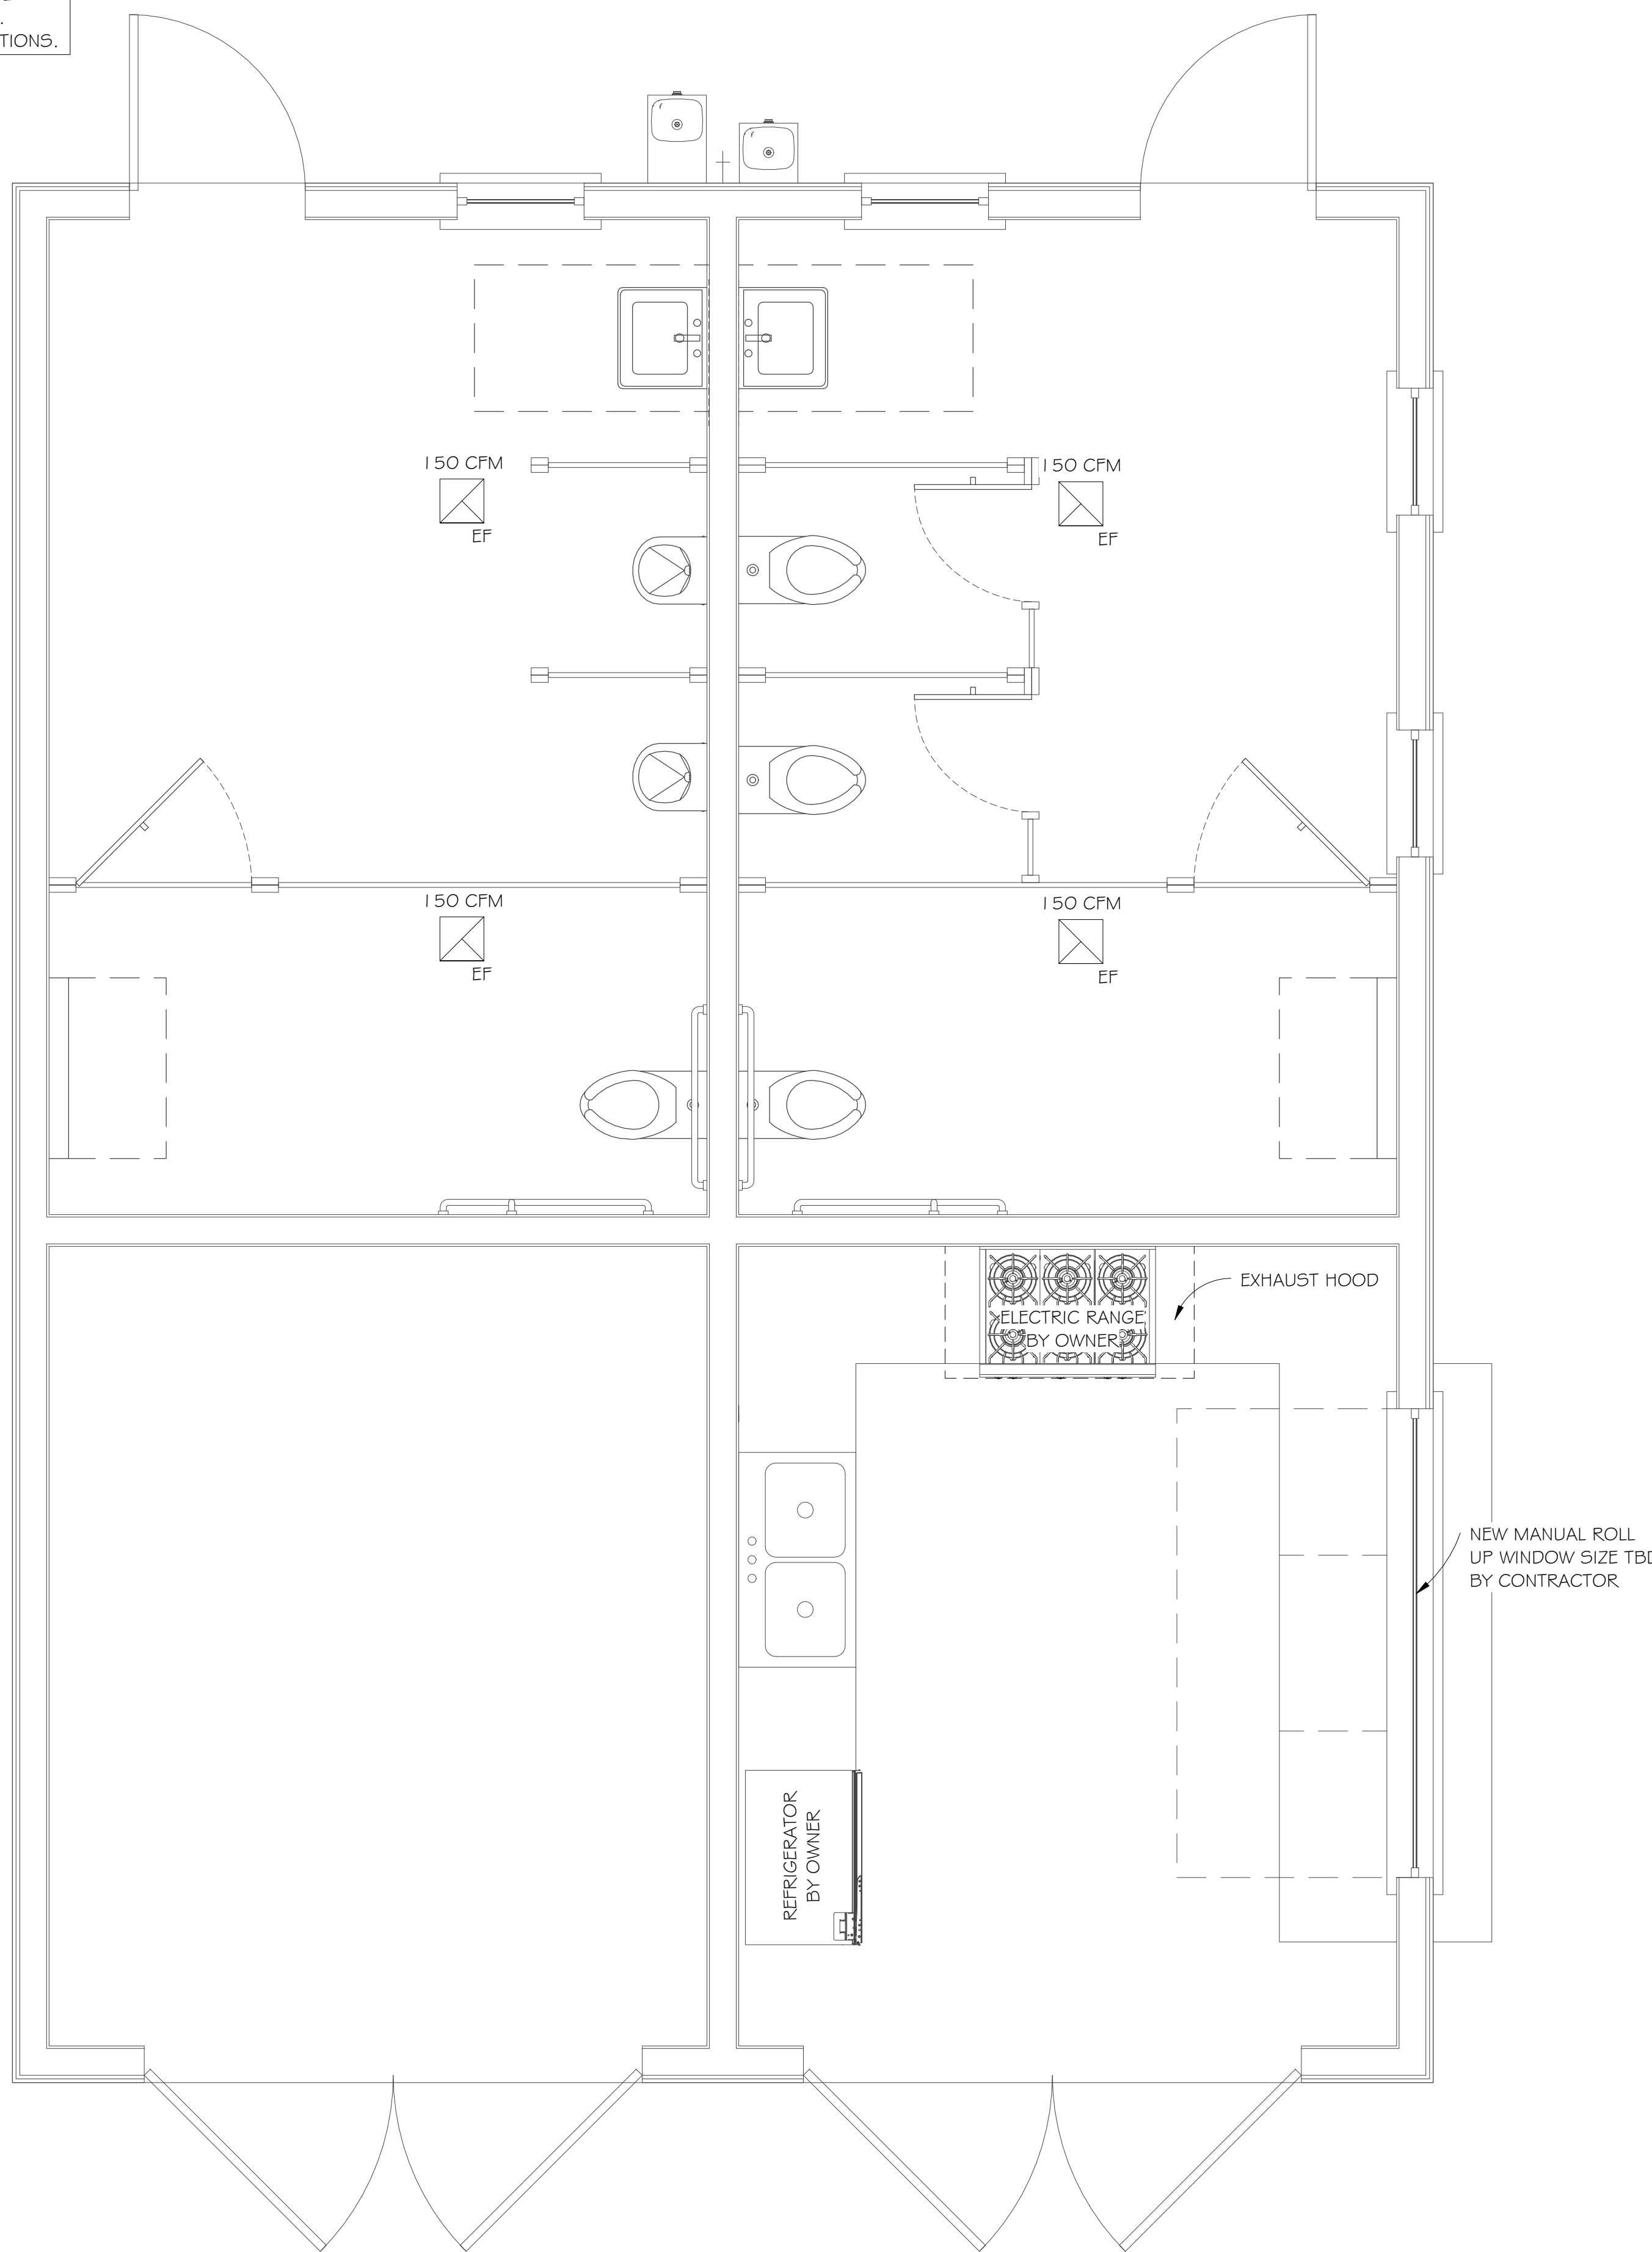 .
TIONS.
150 CFM
EF
150 CFM
EF
150 CFM
EF
150 CFM
EF
EXHAUST HOOD
ELECTRIC RANGE
BY OWNER
NEW MANUAL ROLL
UP WINDOW SIZE TBD
BY CONTRACTOR
REFRIGERATOR
BY OWNER